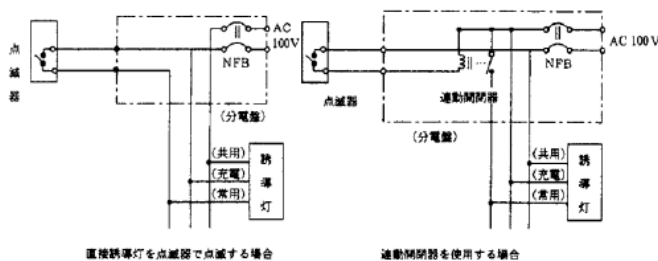 点滅器
AC
100V
NFB
(分電盤)
(共用)
(充電)
(常用)
誘導灯
直接誘導灯を点滅器で点滅する場合
点滅器
AC 100V
NFB
連動開閉器
(分電盤)
(共用)
(充電)
(常用)
誘導灯
連動開閉器を使用する場合